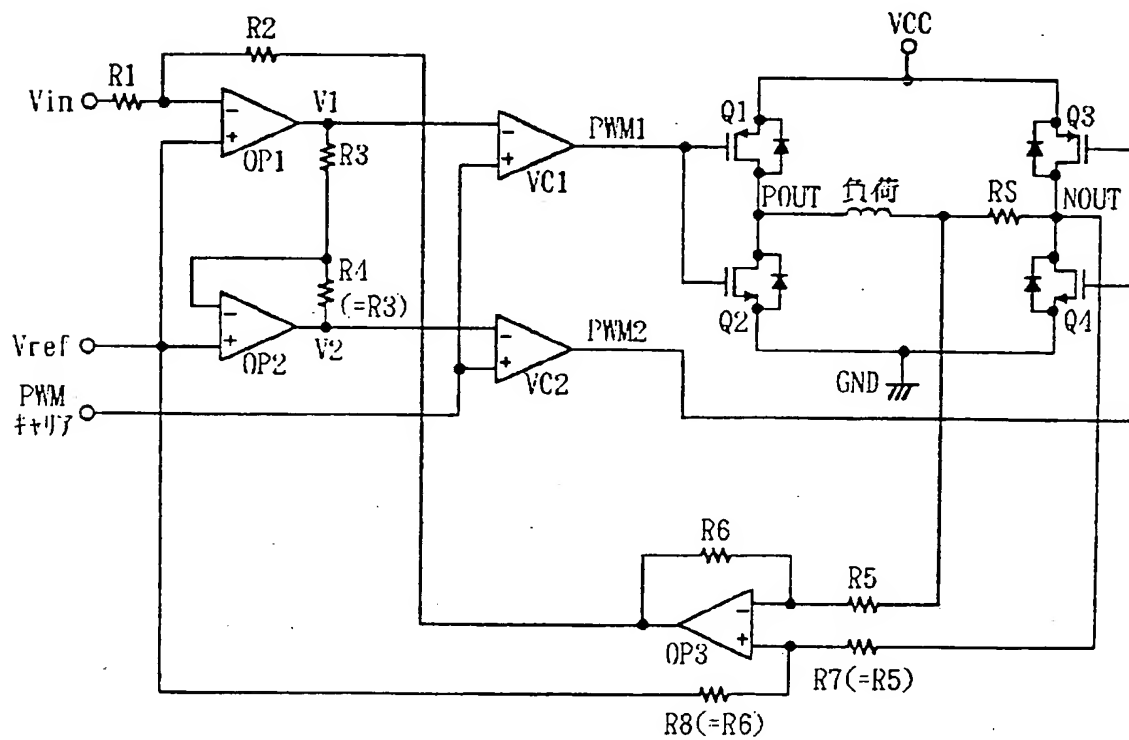 R2
VCC
R1
Vin
V1
Q1
Q3
PWM1
R3
OP1
VC1
POUT
負荷
RS
NOUT
R4
(=R3)
Q2
Q4
Vref
OP2
V2
PWM2
VC2
GND
PWM
キャリア
R6
R5
OP3
R7(=R5)
R8(=R6)